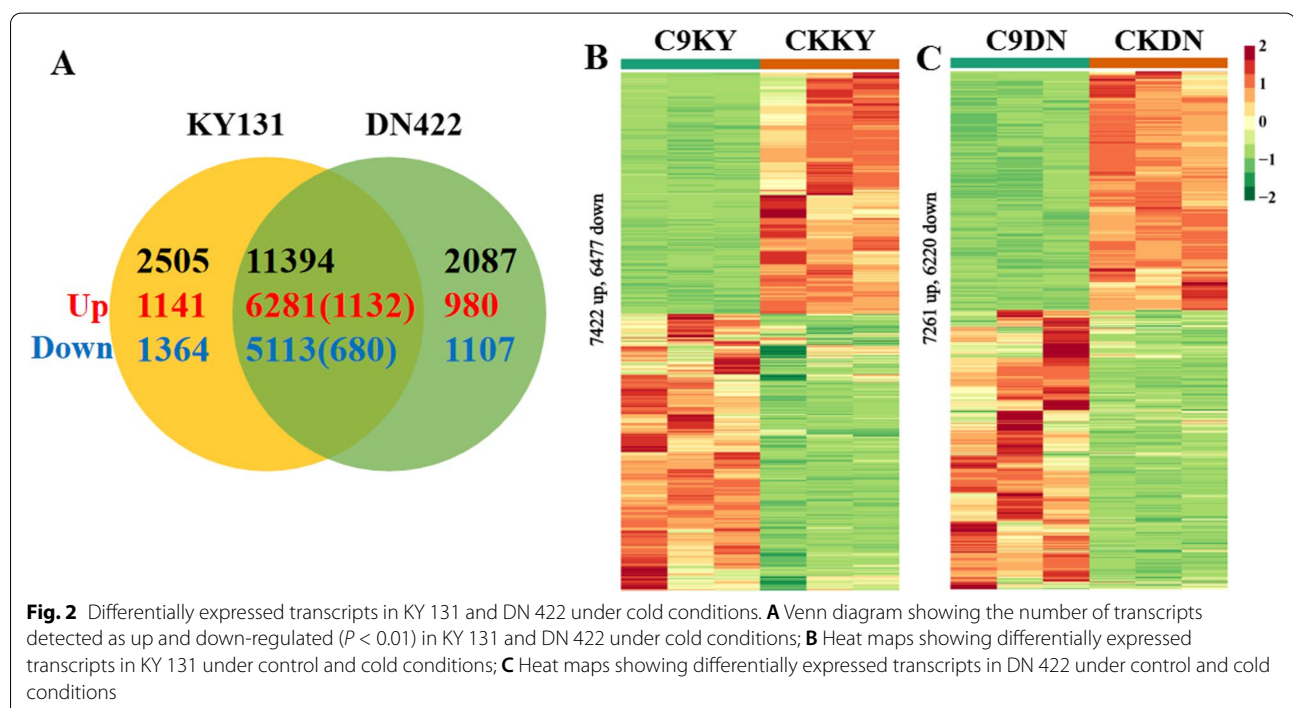 A
KY131 DN422
2505 11394 2087
Up 1141 6281(1132) 980
Down 1364 5113(680) 1107
B
C9KY CKKY
7422 up, 6477 down
C
C9DN CKDN
7261 up, 6220 down
2
1
0
−1
−2
Fig. 2 Differentially expressed transcripts in KY 131 and DN 422 under cold conditions. A Venn diagram showing the number of transcripts
detected as up and down-regulated (P < 0.01) in KY 131 and DN 422 under cold conditions; B Heat maps showing differentially expressed
transcripts in KY 131 under control and cold conditions; C Heat maps showing differentially expressed transcripts in DN 422 under control and cold
conditions